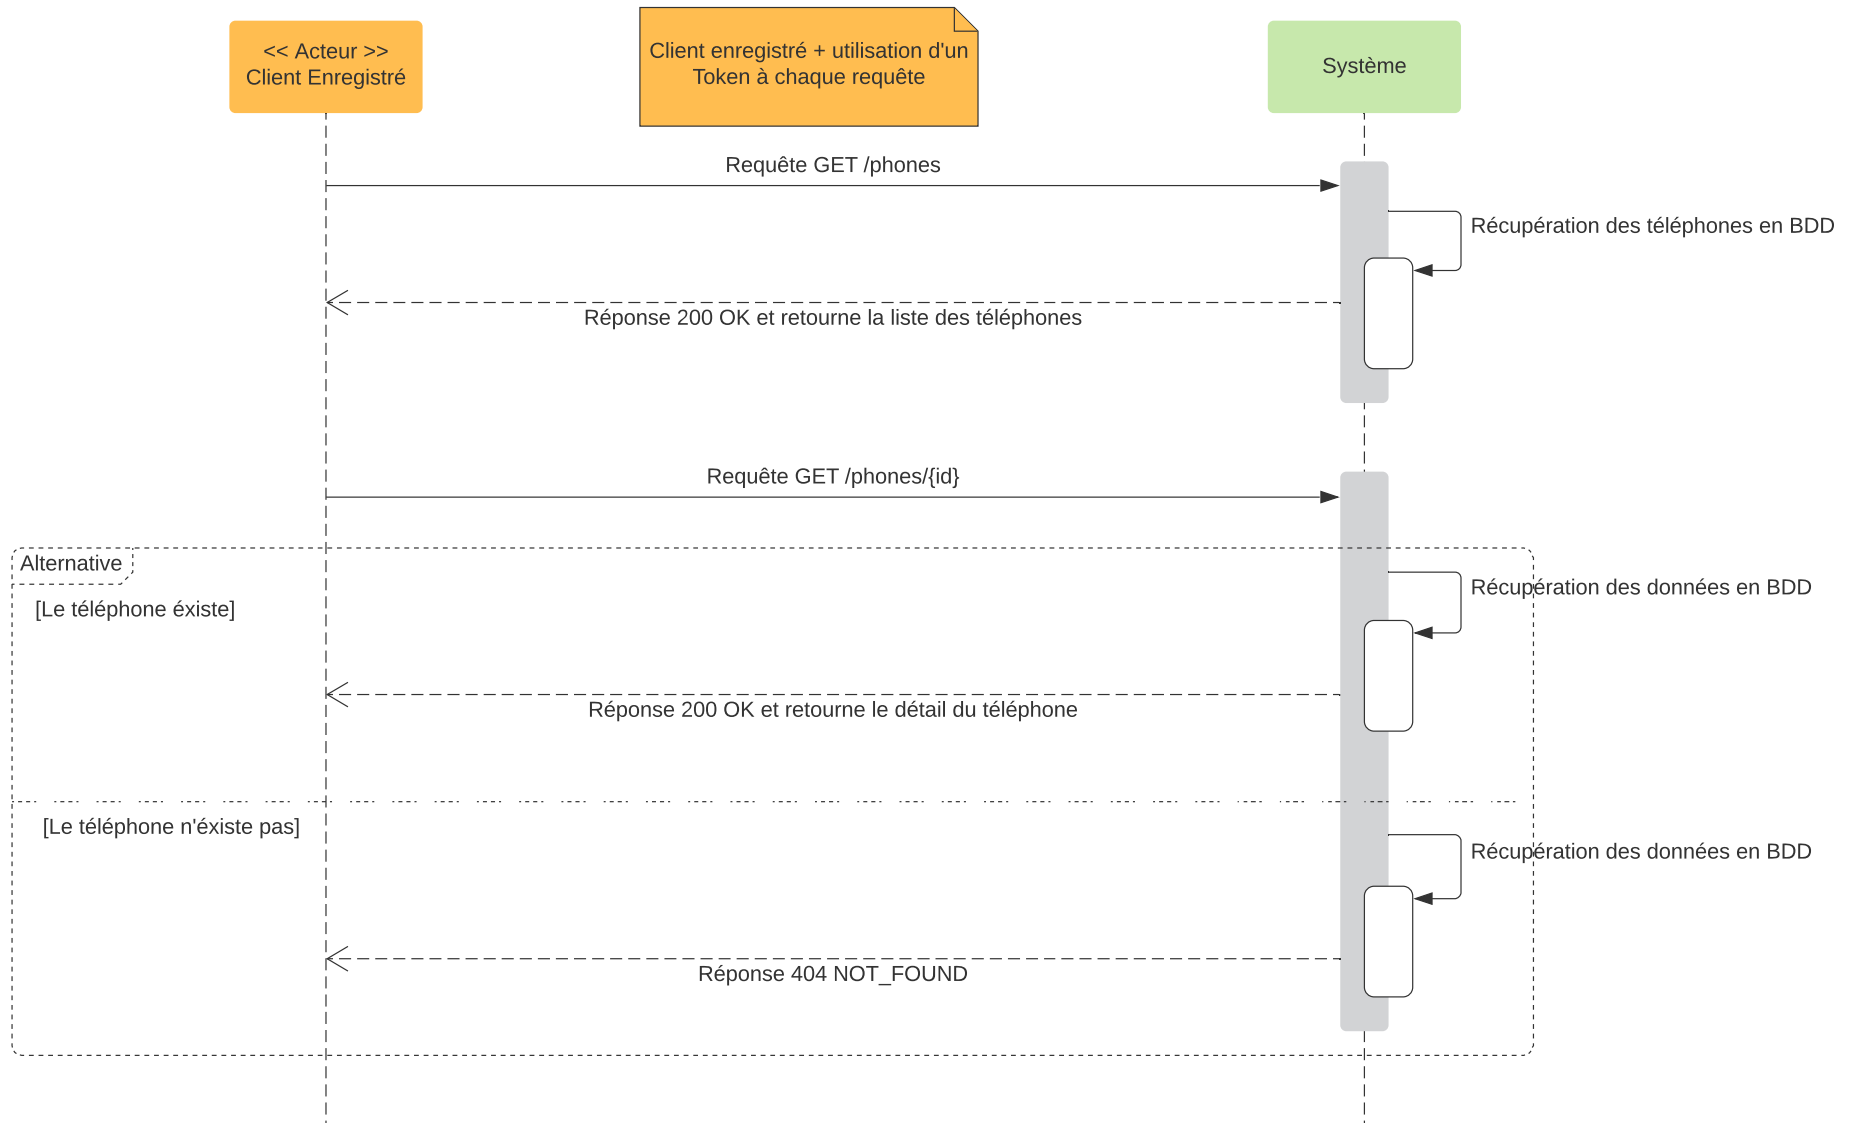 << Acteur >>
Client Enregistré
Client enregistré + utilisation d'un
Token à chaque requête
Système
Requête GET /phones
Récupération des téléphones en BDD
Réponse 200 OK et retourne la liste des téléphones
Requête GET /phones/{id}
Alternative
Récupération des données en BDD
[Le téléphone éxiste]
Réponse 200 OK et retourne le détail du téléphone
[Le téléphone n'éxiste pas]
Récupération des données en BDD
Réponse 404 NOT_FOUND